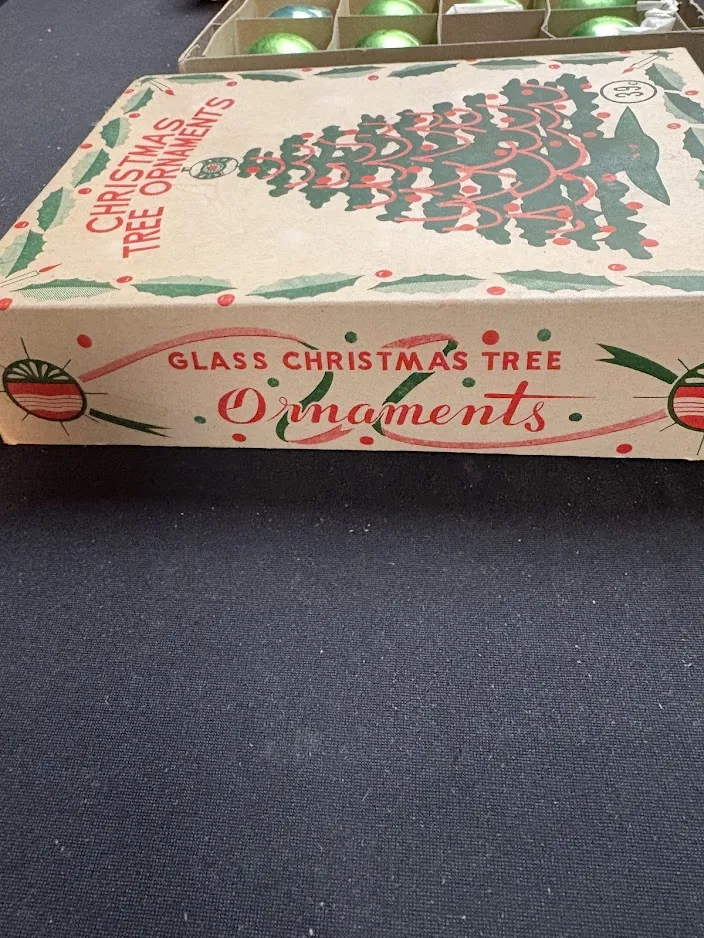 CHRISTMAS
TREE ORNAMENTS
33¢
GLASS CHRISTMAS TREE
Ornaments